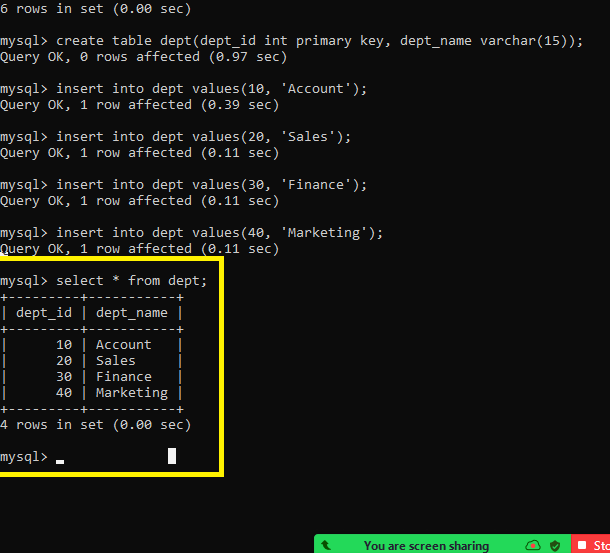 6 rows in set (0.00 sec)
mysql> create table dept(dept_id int primary key, dept_name varchar(15));
Query OK, 0 rows affected (0.97 sec)
mysql> insert into dept values(10, 'Account');
Query OK, 1 row affected (0.39 sec)
mysql> insert into dept values(20, 'Sales');
Query OK, 1 row affected (0.11 sec)
mysql> insert into dept values(30, 'Finance');
Query OK, 1 row affected (0.11 sec)
mysql> insert into dept values(40, 'Marketing');
Query OK, 1 row affected (0.11 sec)
mysql> select * from dept;
+---------+-----------+
| dept_id | dept_name |
+---------+-----------+
|      10 | Account   |
|      20 | Sales     |
|      30 | Finance   |
|      40 | Marketing |
+---------+-----------+
4 rows in set (0.00 sec)
mysql>
You are screen sharing